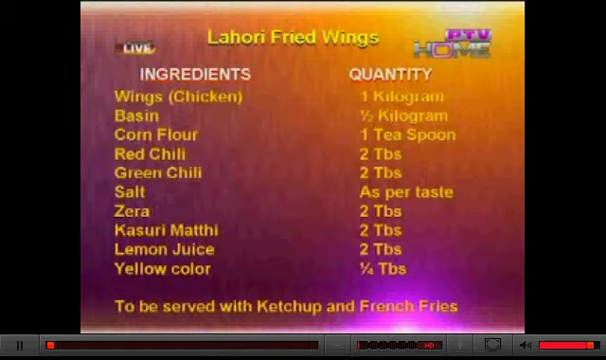 Lahori Fried Wings
LIVE
PTV
HOME
INGREDIENTS QUANTITY
Wings (Chicken) 1 Kilogram
Basin ½ Kilogram
Corn Flour 1 Tea Spoon
Red Chili 2 Tbs
Green Chili 2 Tbs
Salt As per taste
Zera 2 Tbs
Kasuri Matthi 2 Tbs
Lemon Juice 2 Tbs
Yellow color ¼ Tbs
To be served with Ketchup and French Fries
HD